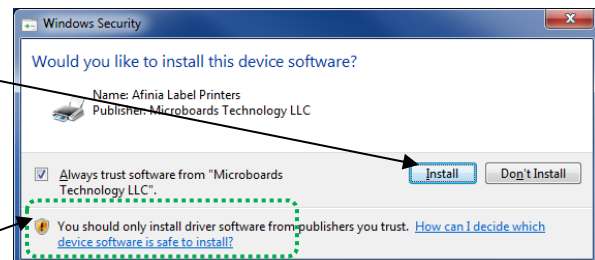 Windows Security
Would you like to install this device software?
Name: Afinia Label Printers
Publisher: Microboards Technology LLC
Always trust software from "Microboards
Technology LLC".
Install
Don't Install
You should only install driver software from publishers you trust. How can I decide which
device software is safe to install?